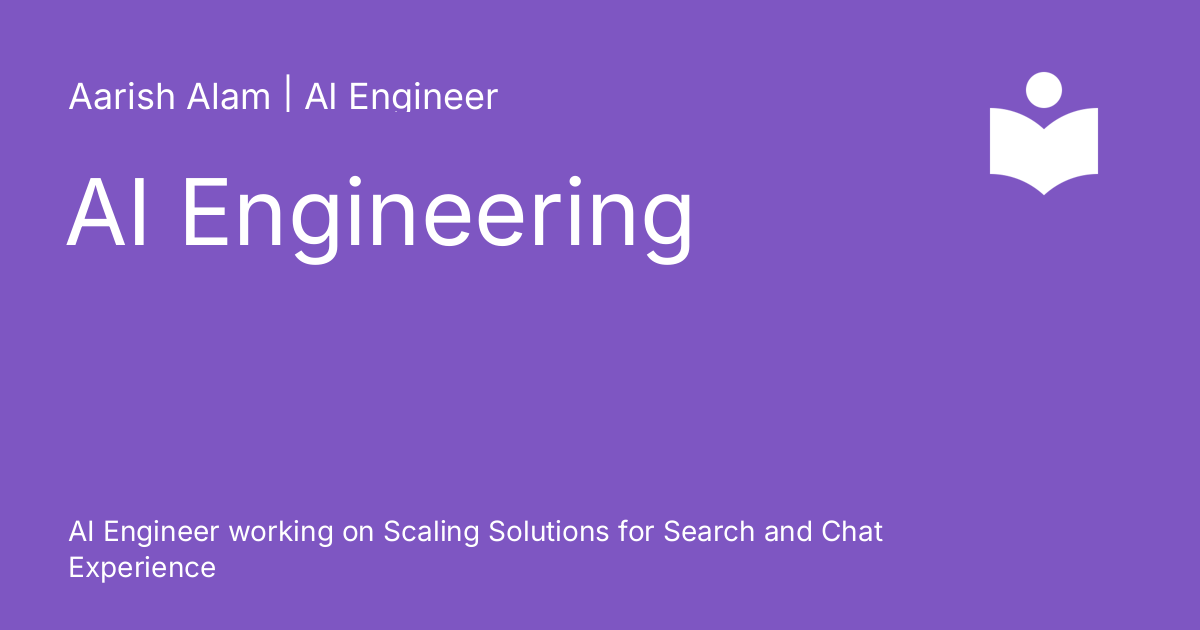 Aarish Alam | AI Engineer
AI Engineering
AI Engineer working on Scaling Solutions for Search and Chat
Experience